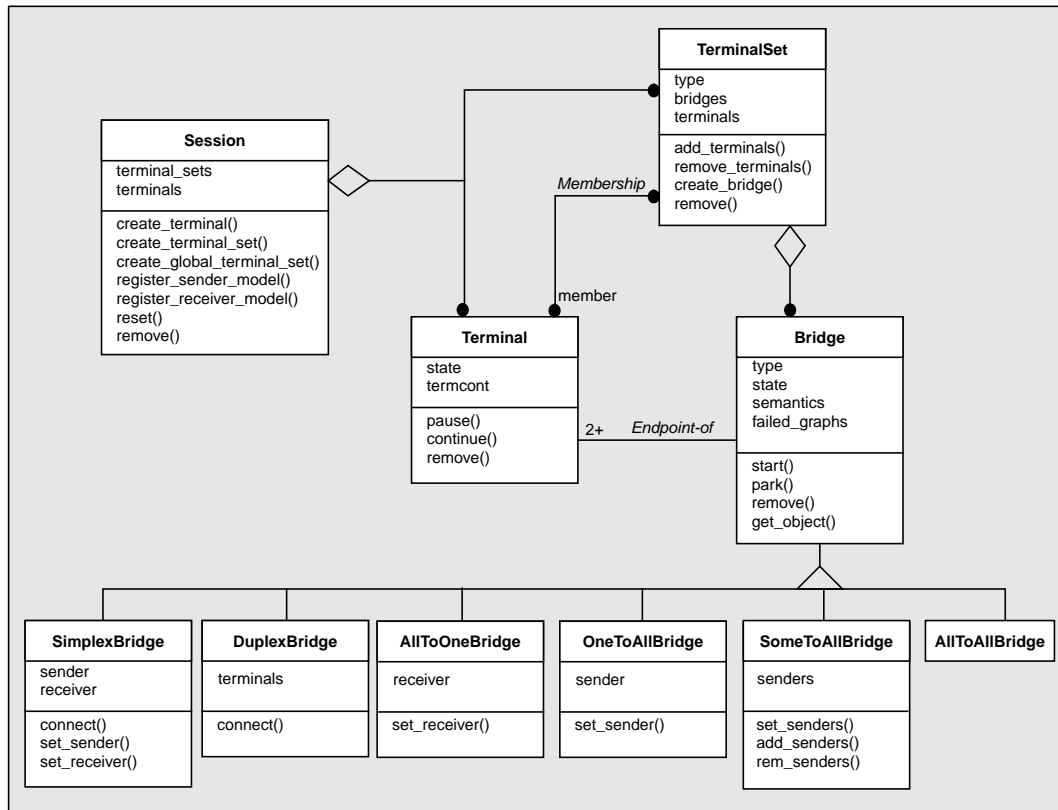 TerminalSet
type
bridges
terminals
add_terminals()
remove_terminals()
create_bridge()
remove()
Session
terminal_sets
terminals
create_terminal()
create_terminal_set()
create_global_terminal_set()
register_sender_model()
register_receiver_model()
reset()
remove()
Membership
member
Terminal
state
termcont
pause()
continue()
remove()
2+
Endpoint-of
Bridge
type
state
semantics
failed_graphs
start()
park()
remove()
get_object()
SimplexBridge
sender
receiver
connect()
set_sender()
set_receiver()
DuplexBridge
terminals
connect()
AllToOneBridge
receiver
set_receiver()
OneToAllBridge
sender
set_sender()
SomeToAllBridge
senders
set_senders()
add_senders()
rem_senders()
AllToAllBridge